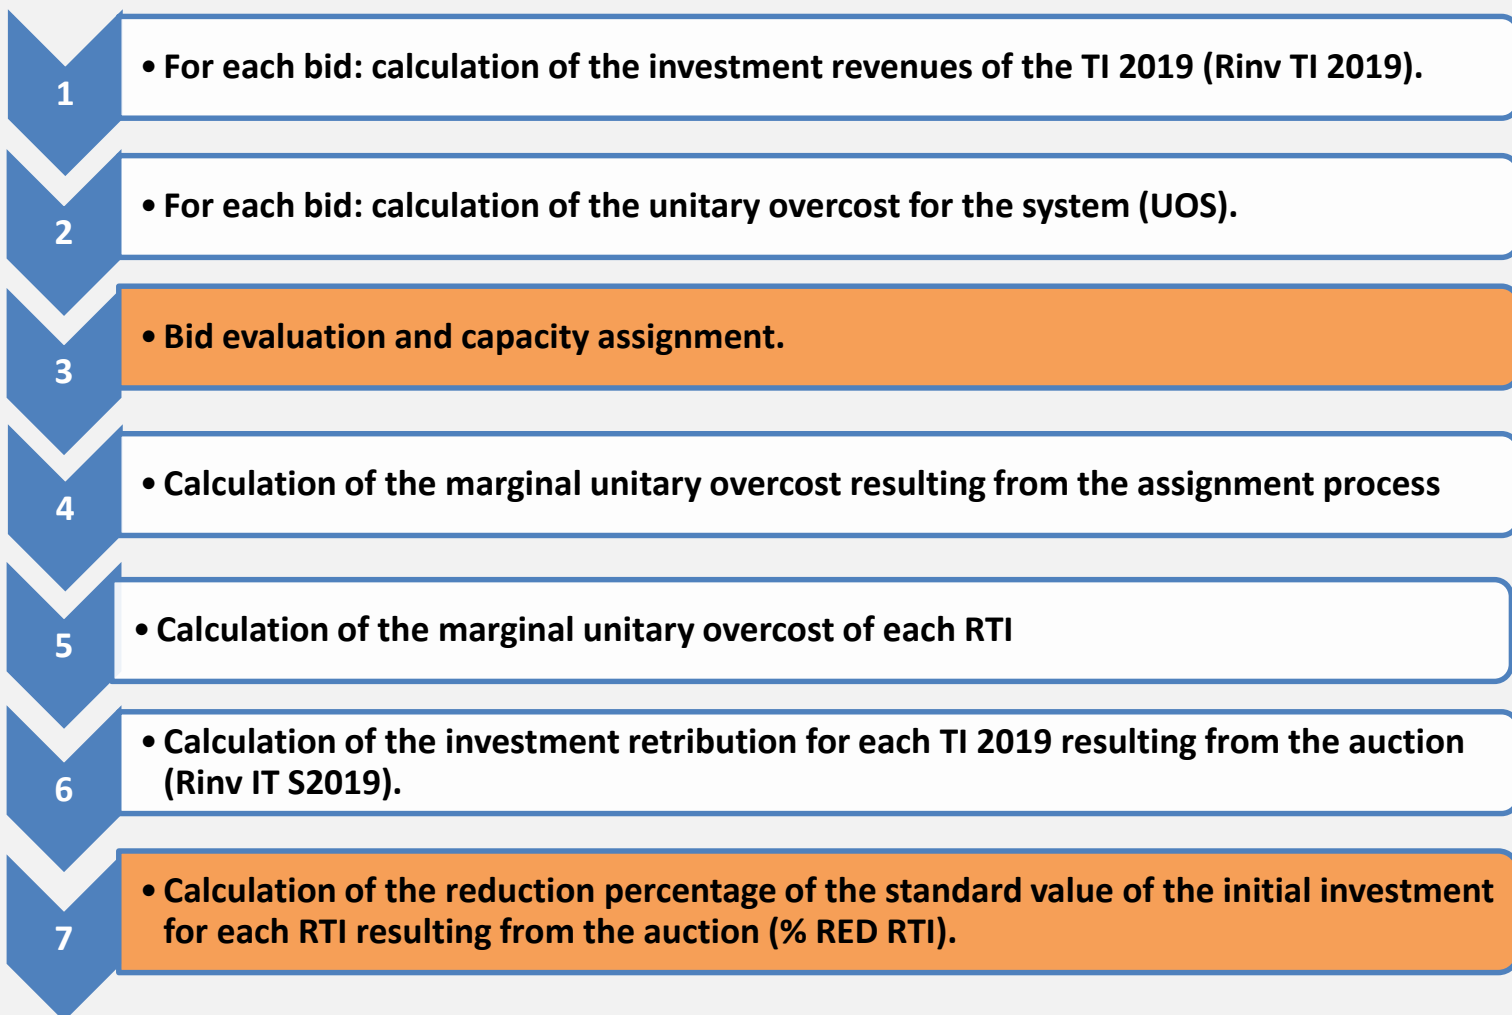 1
• For each bid: calculation of the investment revenues of the TI 2019 (Rinv TI 2019).
2
• For each bid: calculation of the unitary overcost for the system (UOS).
3
• Bid evaluation and capacity assignment.
4
• Calculation of the marginal unitary overcost resulting from the assignment process
5
• Calculation of the marginal unitary overcost of each RTI
6
• Calculation of the investment retribution for each TI 2019 resulting from the auction
(Rinv IT S2019).
7
• Calculation of the reduction percentage of the standard value of the initial investment
for each RTI resulting from the auction (% RED RTI).